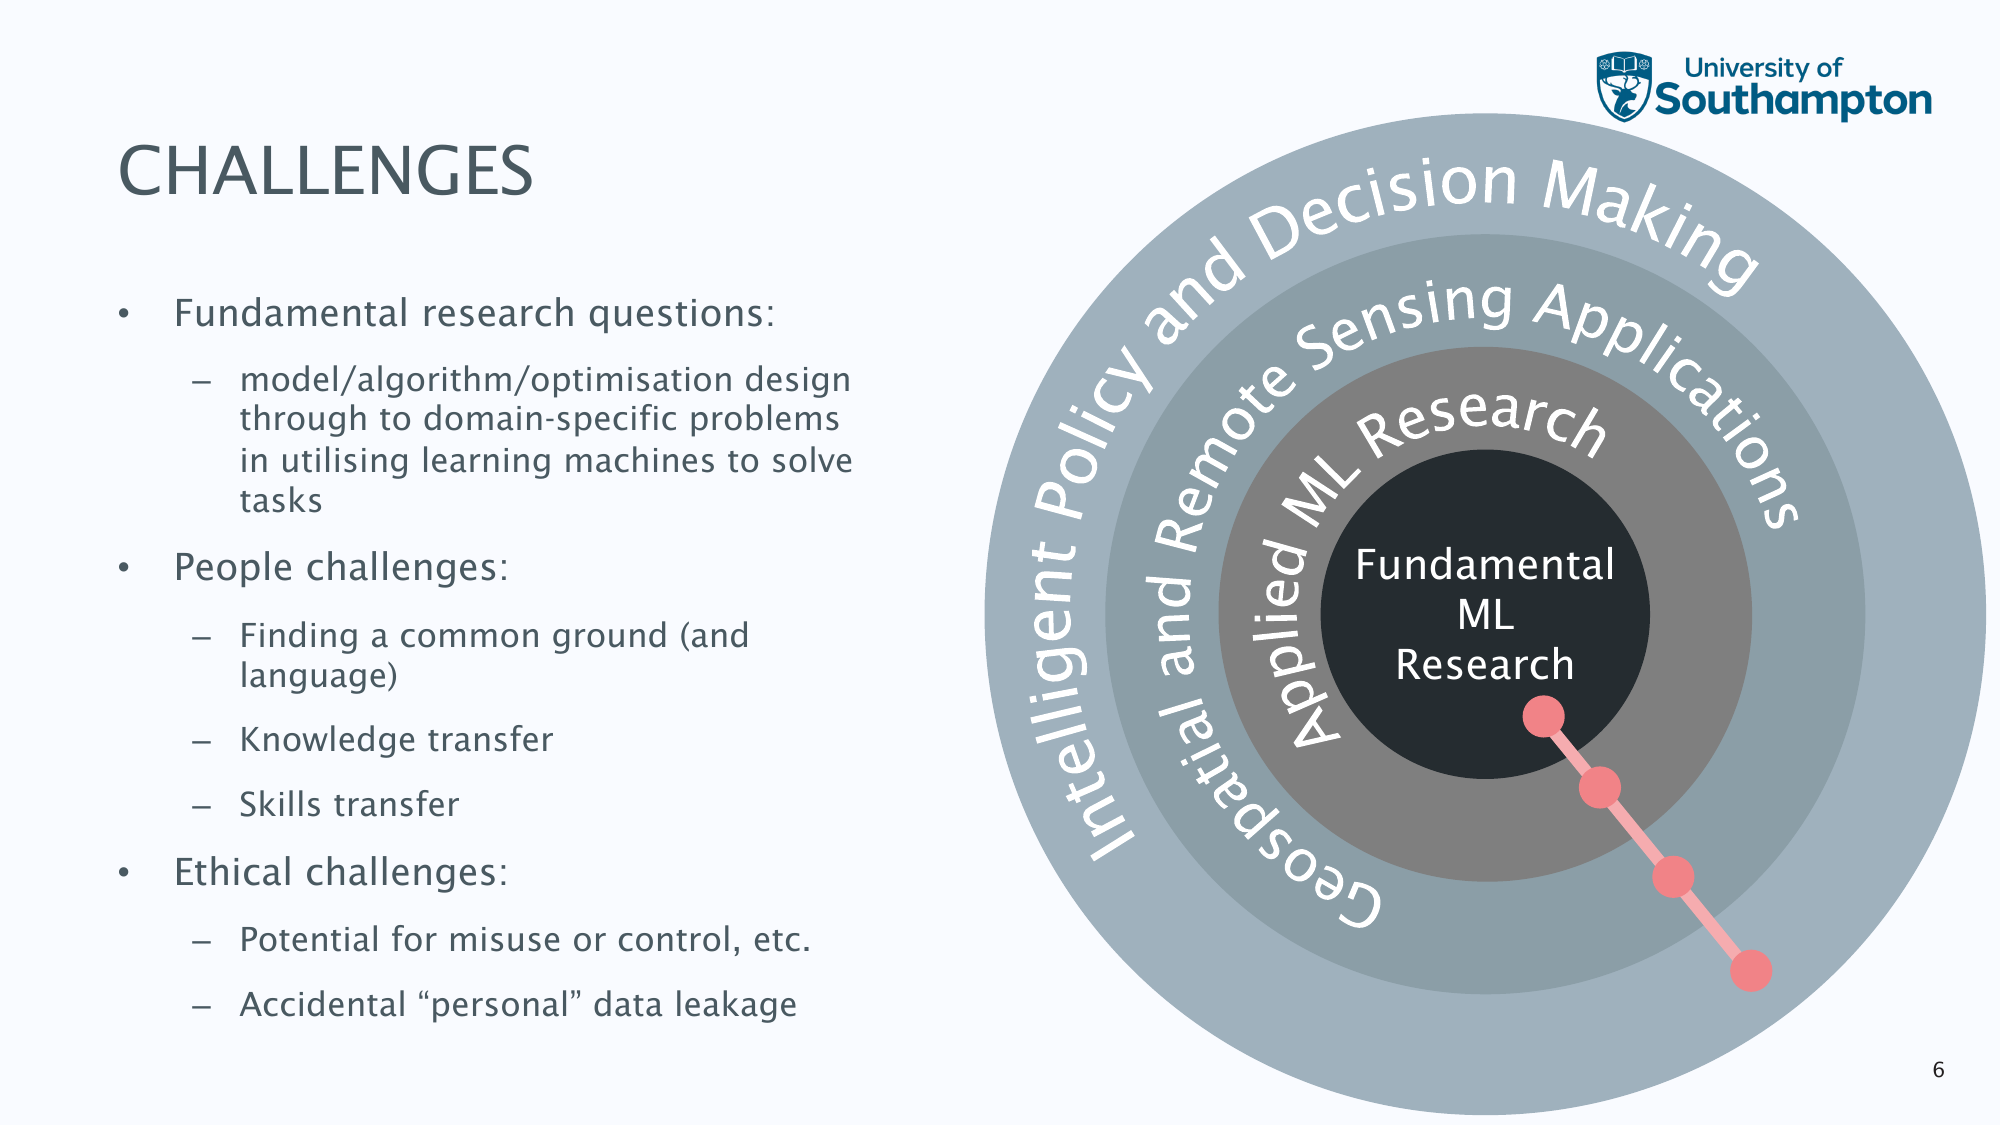 University of
Southampton
CHALLENGES
• Fundamental research questions:
– model/algorithm/optimisation design
through to domain-specific problems
in utilising learning machines to solve
tasks
• People challenges:
– Finding a common ground (and
language)
– Knowledge transfer
– Skills transfer
• Ethical challenges:
– Potential for misuse or control, etc.
– Accidental “personal” data leakage
Intelligent Policy and Decision Making
Geospatial and Remote Sensing Applications
Applied ML Research
Fundamental
ML
Research
6